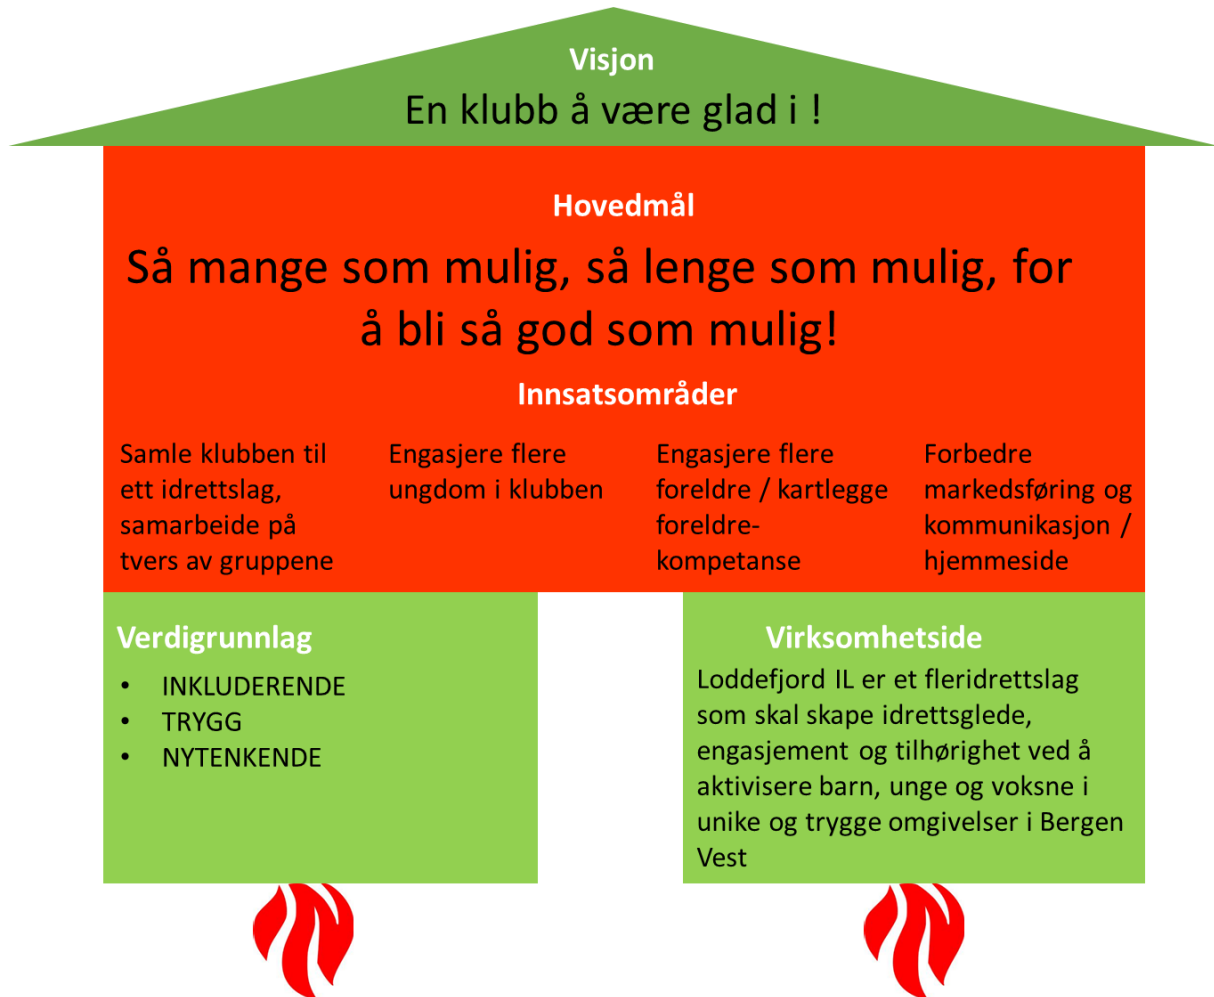 Visjon
En klubb å være glad i !
Hovedmål
Så mange som mulig, så lenge som mulig, for
å bli så god som mulig!
Innsatsområder
Samle klubben til
ett idrettslag,
samarbeide på
tvers av gruppene
Engasjere flere
ungdom i klubben
Engasjere flere
foreldre / kartlegge
foreldre-
kompetanse
Forbedre
markedsføring og
kommunikasjon /
hjemmeside
Verdigrunnlag
• INKLUDERENDE
• TRYGG
• NYTENKENDE
Virksomhetside
Loddefjord IL er et fleridrettslag
som skal skape idrettsglede,
engasjement og tilhørighet ved å
aktivisere barn, unge og voksne i
unike og trygge omgivelser i Bergen
Vest